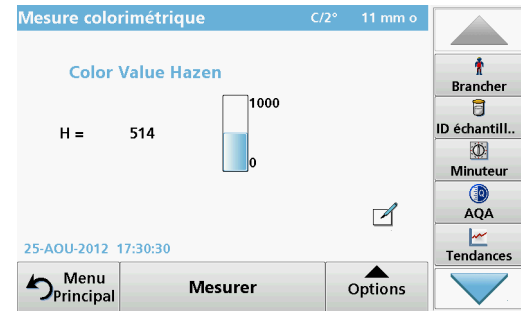 Mesure colorimétrique C/2° 11 mm o
Color Value Hazen
1000
H = 514
0
25-AOU-2012 17:30:30
Menu
Principal
Mesurer
Options
Brancher
ID échantill..
Minuteur
AQA
Tendances